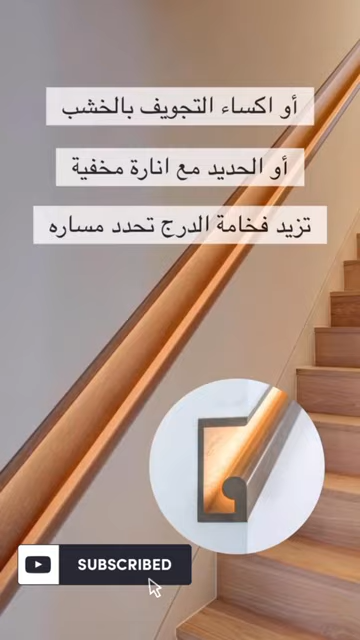 أو اكساء التجويف بالخشب
أو الحديد مع انارة مخفية
تزيد فخامة الدرج تحدد مساره
SUBSCRIBED